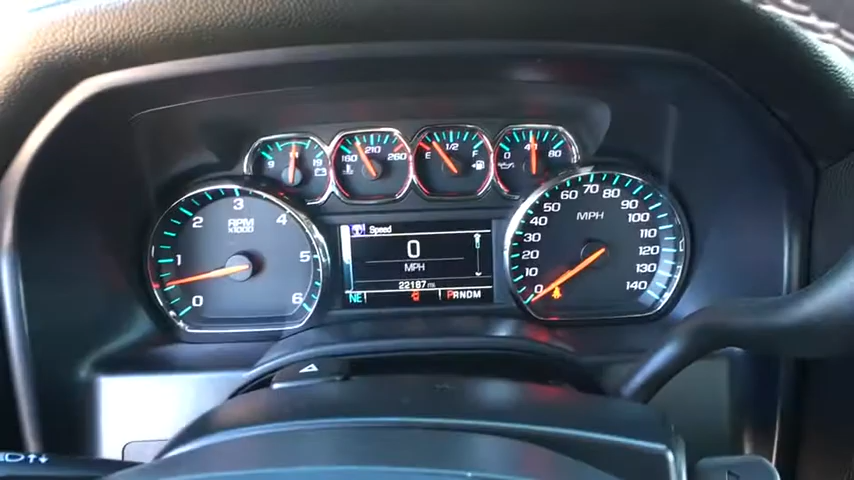 9 14 19
160 210 260
E 1/2 F
0 40 80
RPM
x1000
0 1 2 3 4 5 6
MPH
0 10 20 30 40 50 60 70 80 90 100 110 120 130 140
Speed
0
MPH
22187 mi
NE
PRNDM